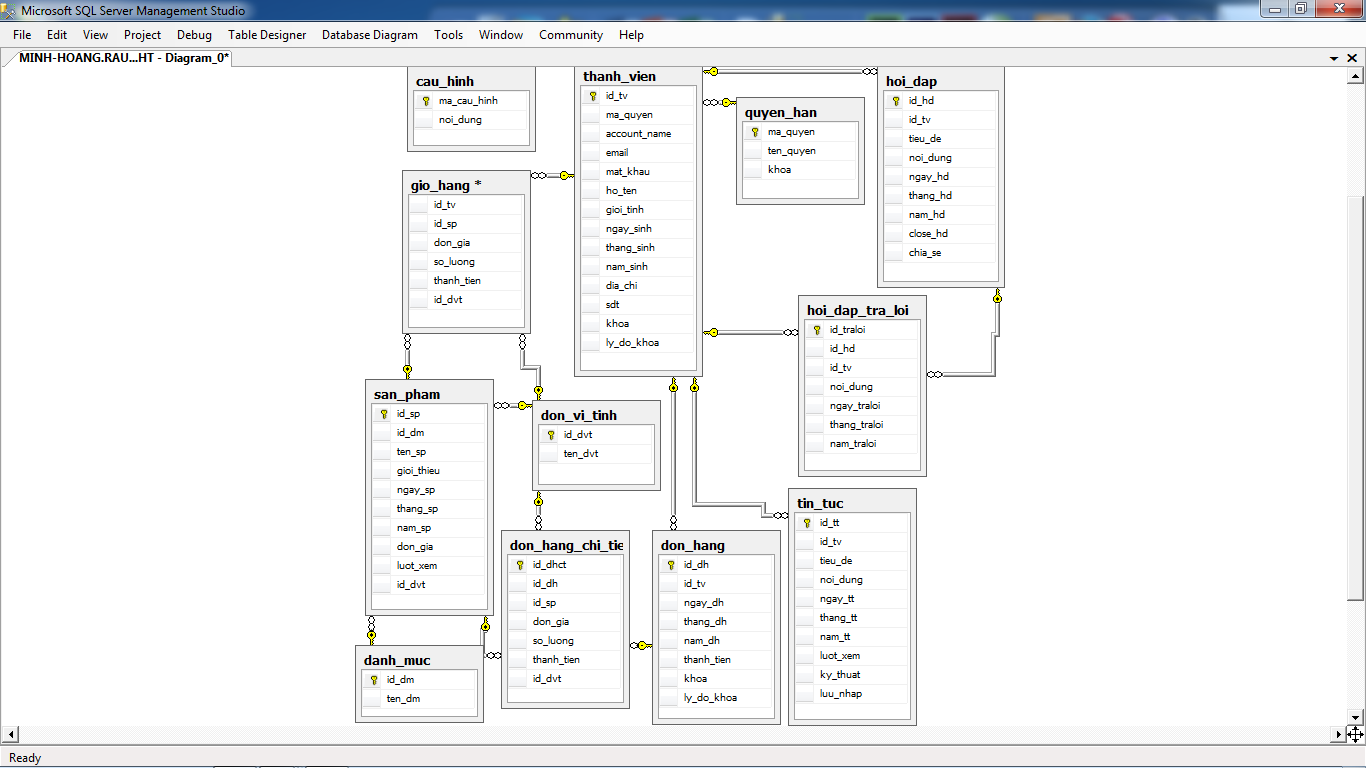 Microsoft SQL Server Management Studio
File Edit View Project Debug Table Designer Database Diagram Tools Window Community Help
MINH-HOANG.RAU...HT - Diagram_0*
cau_hinh
ma_cau_hinh
noi_dung
thanh_vien
id_tv
ma_quyen
account_name
email
mat_khau
ho_ten
gioi_tinh
ngay_sinh
thang_sinh
nam_sinh
dia_chi
sdt
khoa
ly_do_khoa
quyen_han
ma_quyen
ten_quyen
khoa
hoi_dap
id_hd
id_tv
tieu_de
noi_dung
ngay_hd
thang_hd
nam_hd
close_hd
chia_se
gio_hang *
id_tv
id_sp
don_gia
so_luong
thanh_tien
id_dvt
hoi_dap_tra_loi
id_traloi
id_hd
id_tv
noi_dung
ngay_traloi
thang_traloi
nam_traloi
san_pham
id_sp
id_dm
ten_sp
gioi_thieu
ngay_sp
thang_sp
nam_sp
don_gia
luot_xem
id_dvt
don_vi_tinh
id_dvt
ten_dvt
don_hang_chi_tie
id_dhct
id_dh
id_sp
don_gia
so_luong
thanh_tien
id_dvt
don_hang
id_dh
id_tv
ngay_dh
thang_dh
nam_dh
thanh_tien
khoa
ly_do_khoa
tin_tuc
id_tt
id_tv
tieu_de
noi_dung
ngay_tt
thang_tt
nam_tt
luot_xem
ky_thuat
luu_nhap
danh_muc
id_dm
ten_dm
Ready